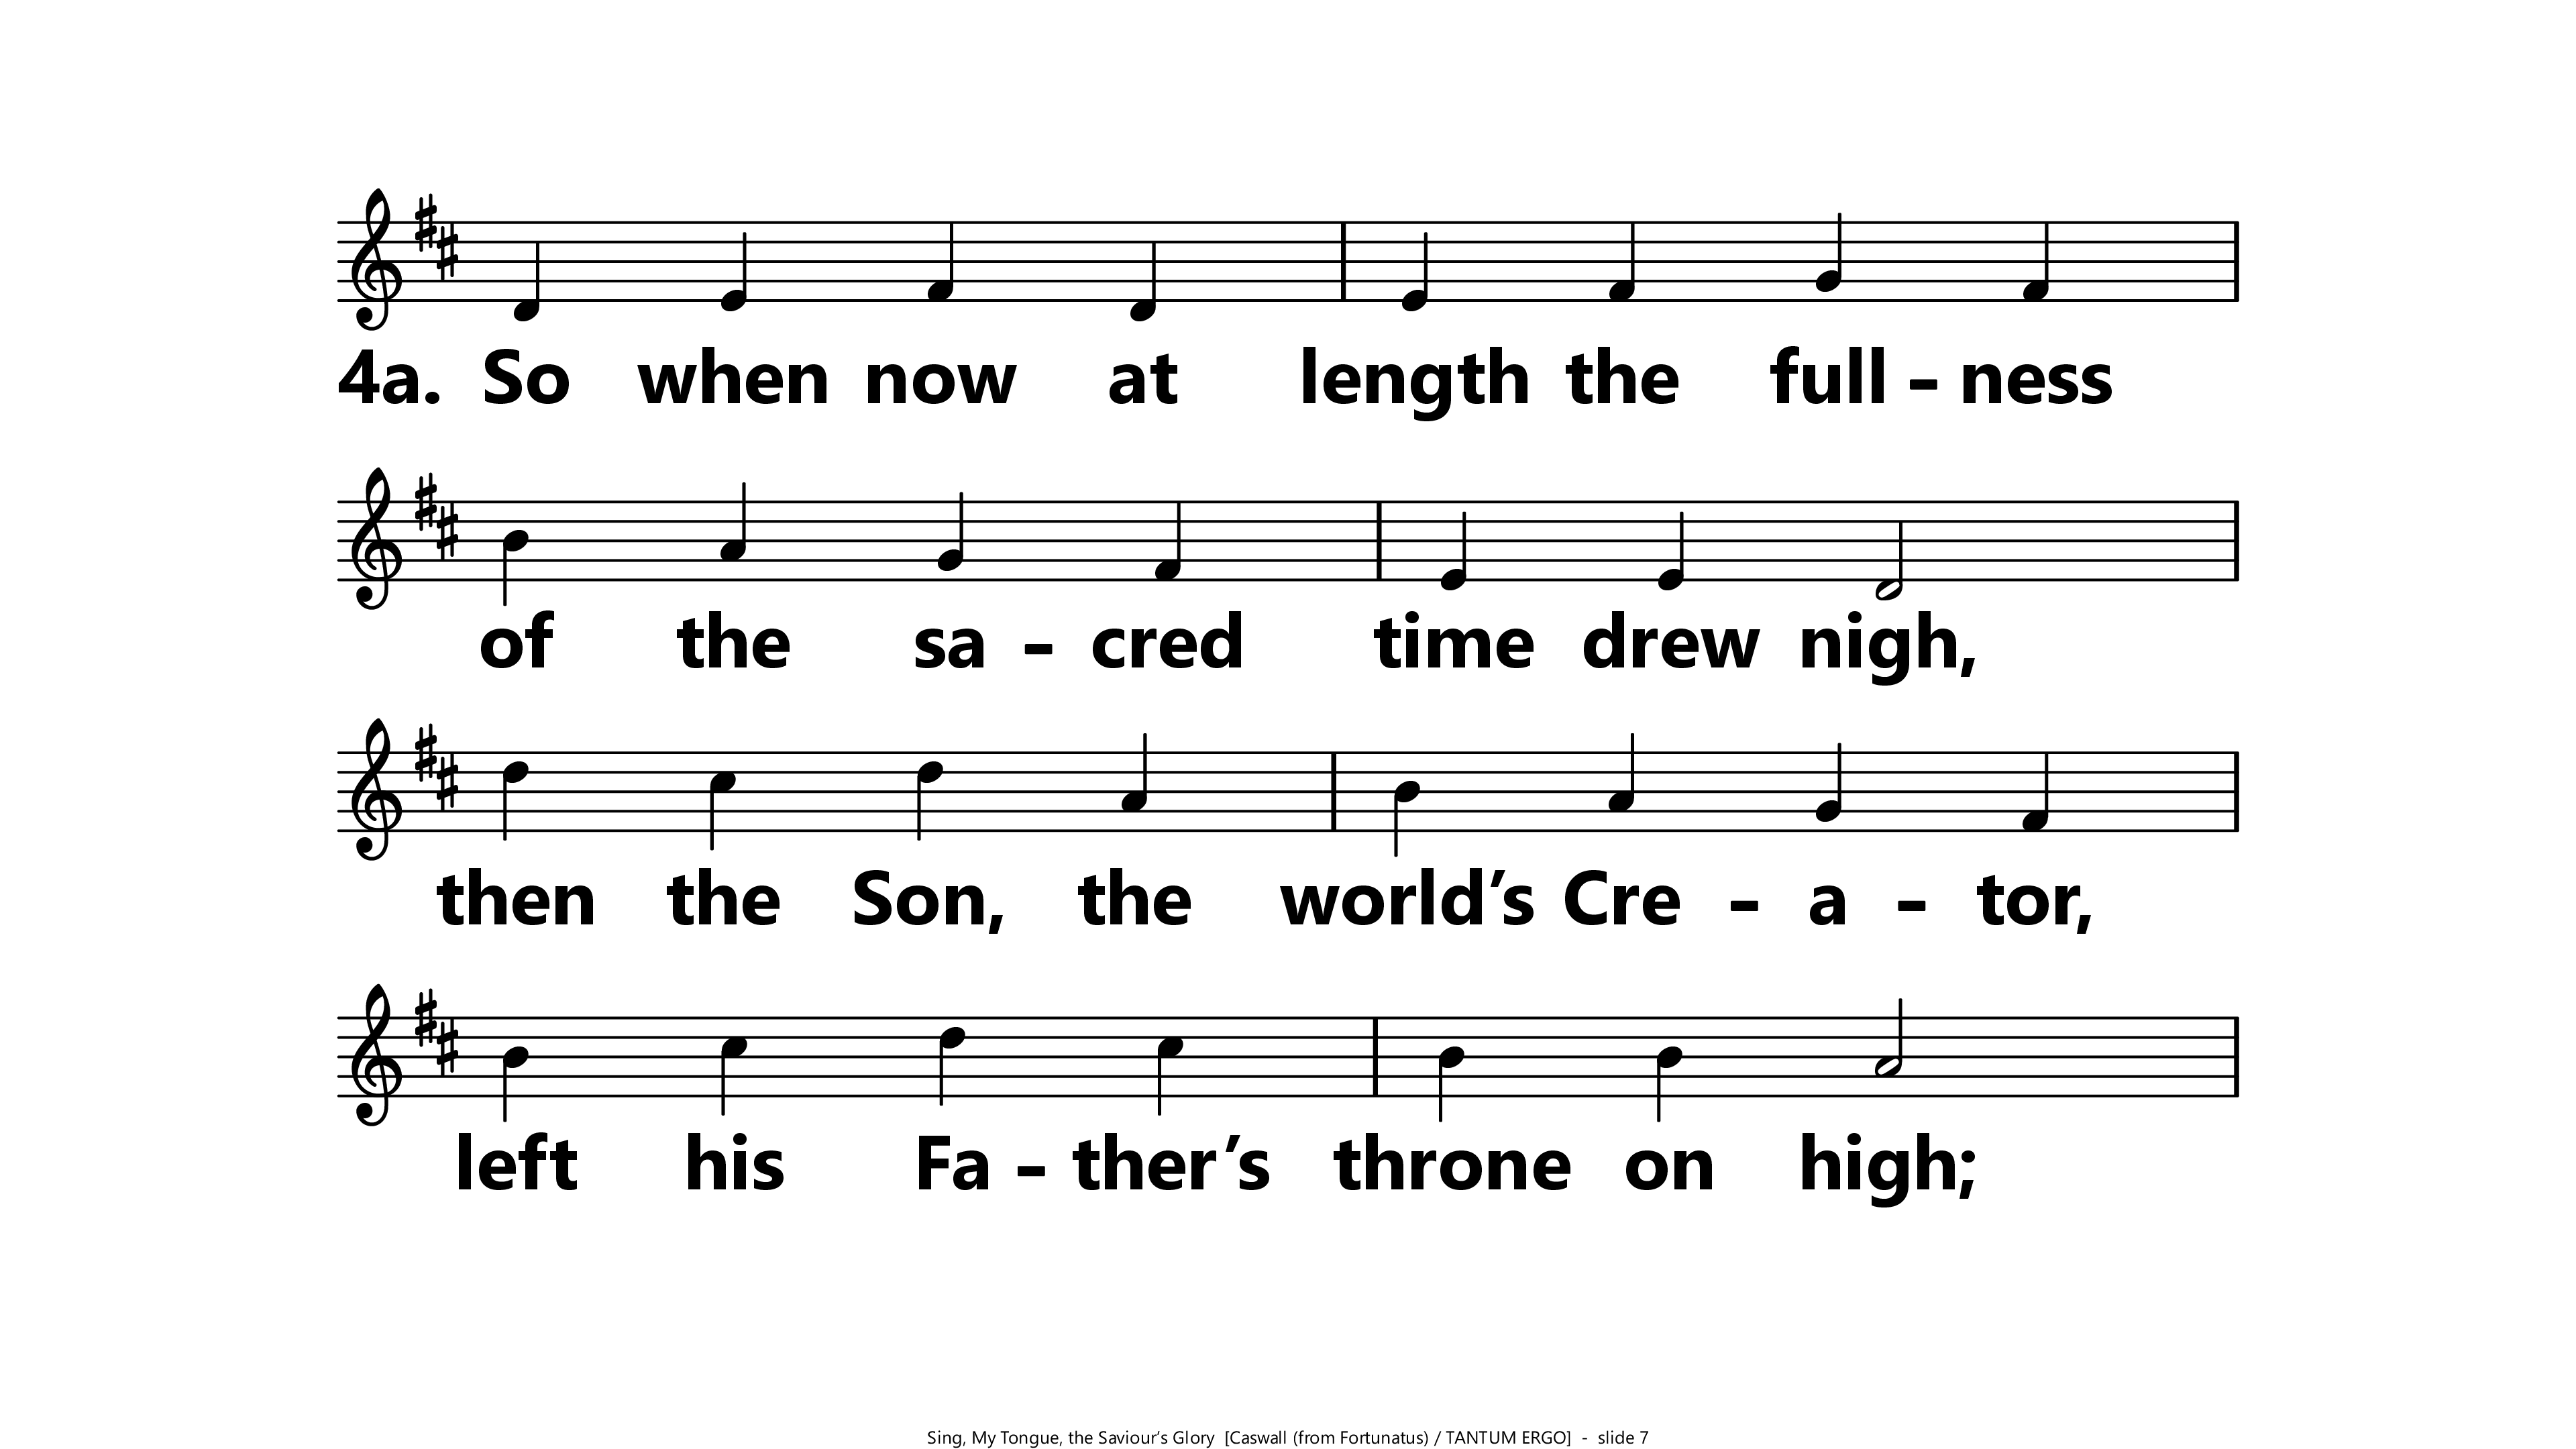 4a. So when now at length the full - ness
of the sa - cred time drew nigh,
then the Son, the world’s Cre - a - tor,
left his Fa - ther’s throne on high;
Sing, My Tongue, the Saviour’s Glory [Caswall (from Fortunatus) / TANTUM ERGO] - slide 7